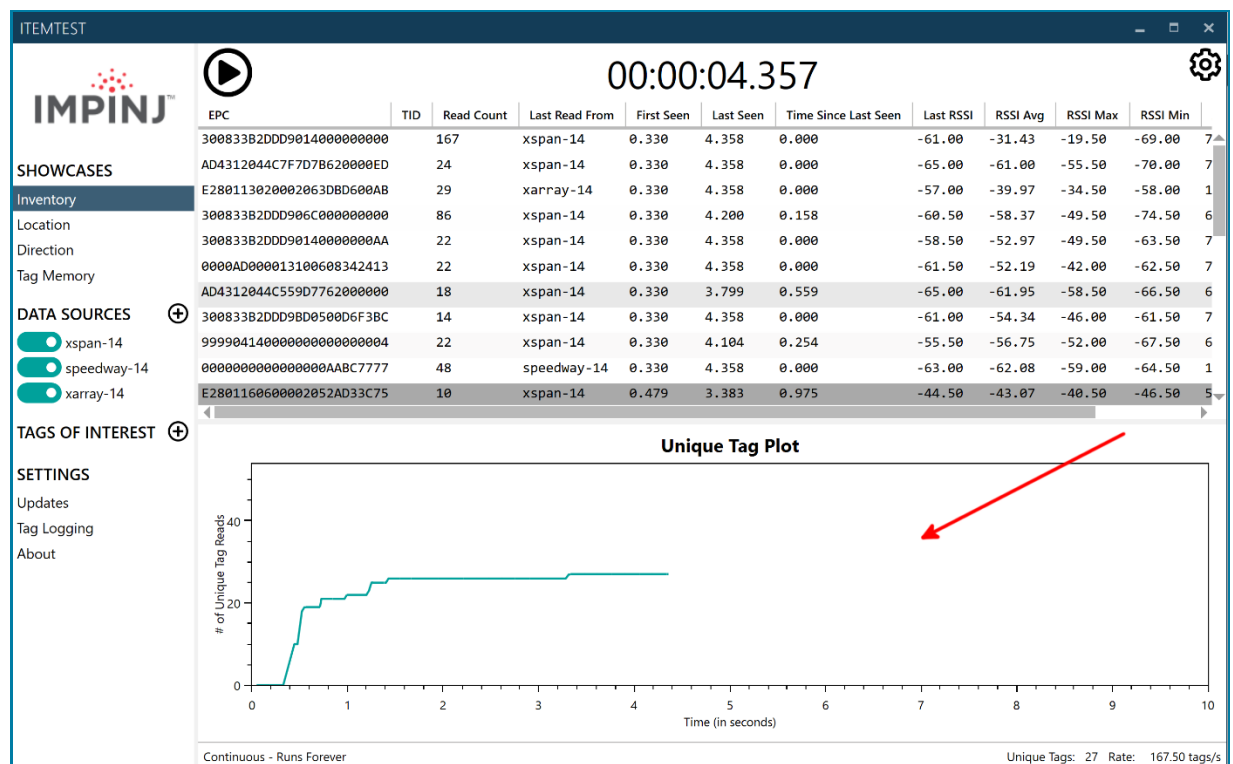 ITEMTEST
IMPINJ™
00:00:04.357
SHOWCASES
Inventory
Location
Direction
Tag Memory
DATA SOURCES
xspan-14
speedway-14
xarray-14
TAGS OF INTEREST
SETTINGS
Updates
Tag Logging
About
EPC TID Read Count Last Read From First Seen Last Seen Time Since Last Seen Last RSSI RSSI Avg RSSI Max RSSI Min
300833B2DDD9014000000000 167 xspan-14 0.330 4.358 0.000 -61.00 -31.43 -19.50 -69.00 7
AD4312044C7F7D7B620000ED 24 xspan-14 0.330 4.358 0.000 -65.00 -61.00 -55.50 -70.00 7
E280113020002063DBD600AB 29 xarray-14 0.330 4.358 0.000 -57.00 -39.97 -34.50 -58.00 1
300833B2DDD906C000000000 86 xspan-14 0.330 4.200 0.158 -60.50 -58.37 -49.50 -74.50 6
300833B2DDD90140000000AA 22 xspan-14 0.330 4.358 0.000 -58.50 -52.97 -49.50 -63.50 7
0000AD000013100608342413 22 xspan-14 0.330 4.358 0.000 -61.50 -52.19 -42.00 -62.50 7
AD4312044C559D7762000000 18 xspan-14 0.330 3.799 0.559 -65.00 -61.95 -58.50 -66.50 6
300833B2DDD9BD0500D6F3BC 14 xspan-14 0.330 4.358 0.000 -61.00 -54.34 -46.00 -61.50 7
999904140000000000000004 22 xspan-14 0.330 4.104 0.254 -55.50 -56.75 -52.00 -67.50 6
0000000000000000AABC7777 48 speedway-14 0.330 4.358 0.000 -63.00 -62.08 -59.00 -64.50 1
E2801160600002052AD33C75 10 xspan-14 0.479 3.383 0.975 -44.50 -43.07 -40.50 -46.50 5
Unique Tag Plot
# of Unique Tag Reads
40
20
0
0 1 2 3 4 5 6 7 8 9 10
Time (in seconds)
Continuous - Runs Forever
Unique Tags: 27 Rate: 167.50 tags/s